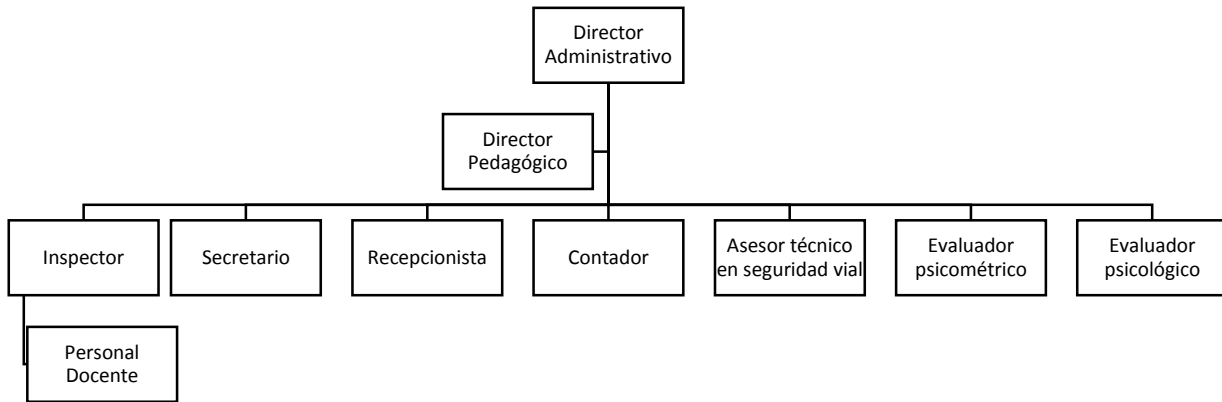 Director
Administrativo
Director
Pedagógico
Inspector
Secretario
Recepcionista
Contador
Asesor técnico
en seguridad vial
Evaluador
psicométrico
Evaluador
psicológico
Personal
Docente